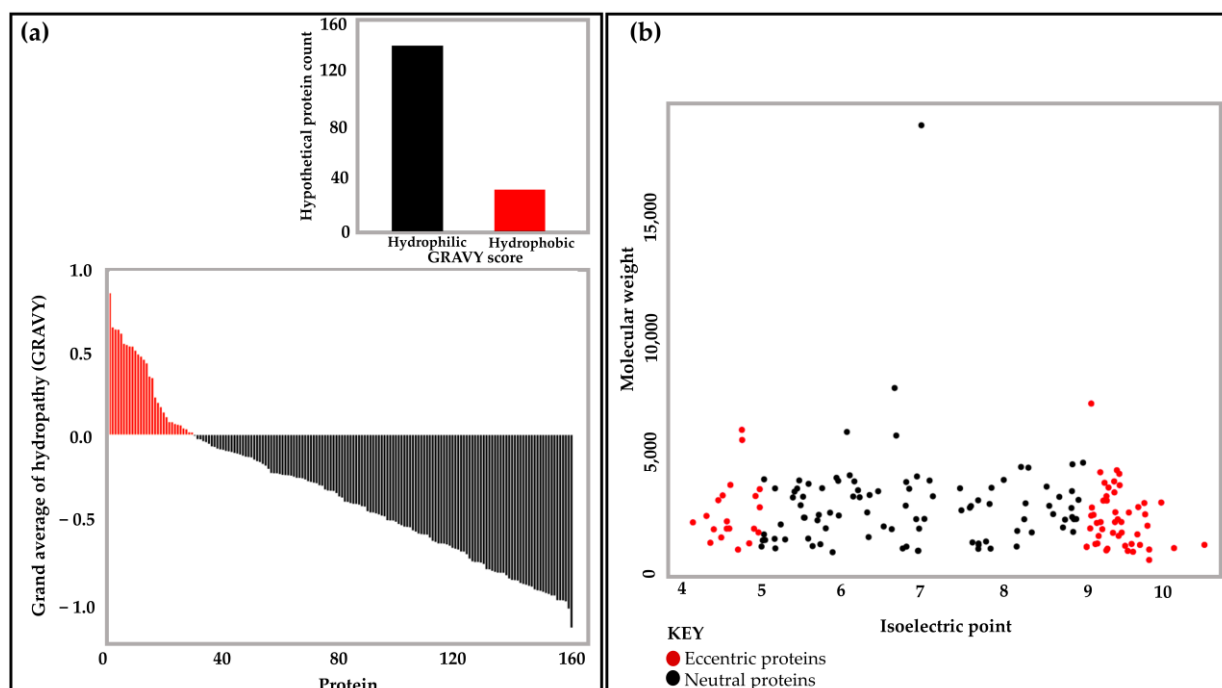 (a)
Hypothetical protein count
160
120
80
40
0
Hydrophilic Hydrophobic
GRAVY score
Grand average of hydropathy (GRAVY)
1.0
0.5
0.0
– 0.5
– 1.0
0 40 80 120 160
Protein
(b)
Molecular weight
15,000
10,000
5,000
0
4 5 6 7 8 9 10
Isoelectric point
KEY
Eccentric proteins
Neutral proteins